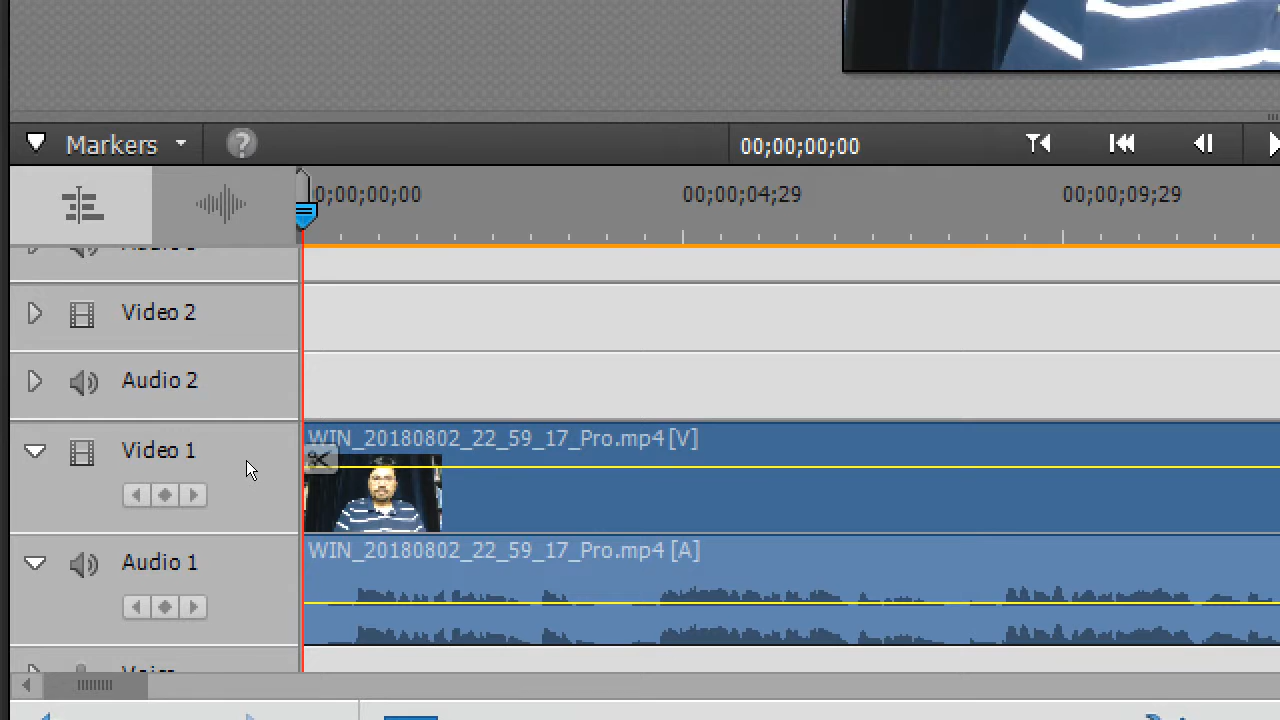 Markers
?
00;00;00;00
0;00;00;00
00;00;04;29
00;00;09;29
Video 2
Audio 2
Video 1
WIN_20180802_22_59_17_Pro.mp4 [V]
Audio 1
WIN_20180802_22_59_17_Pro.mp4 [A]